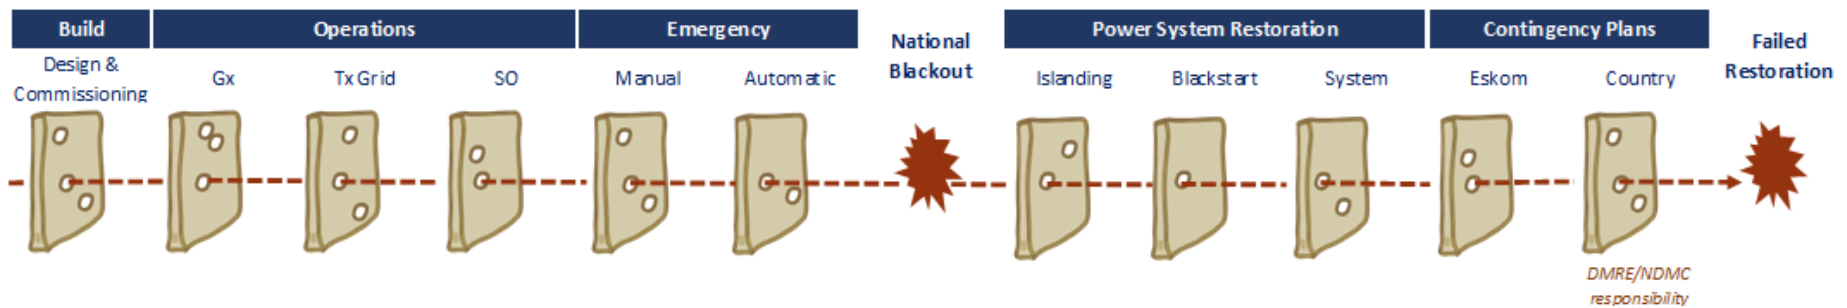 Build
Operations
Emergency
National
Blackout
Power System Restoration
Contingency Plans
Failed
Restoration
Design &
Commissioning
Gx
Tx Grid
SO
Manual
Automatic
Islanding
Blackstart
System
Eskom
Country
DMRE/NDMC
responsibility